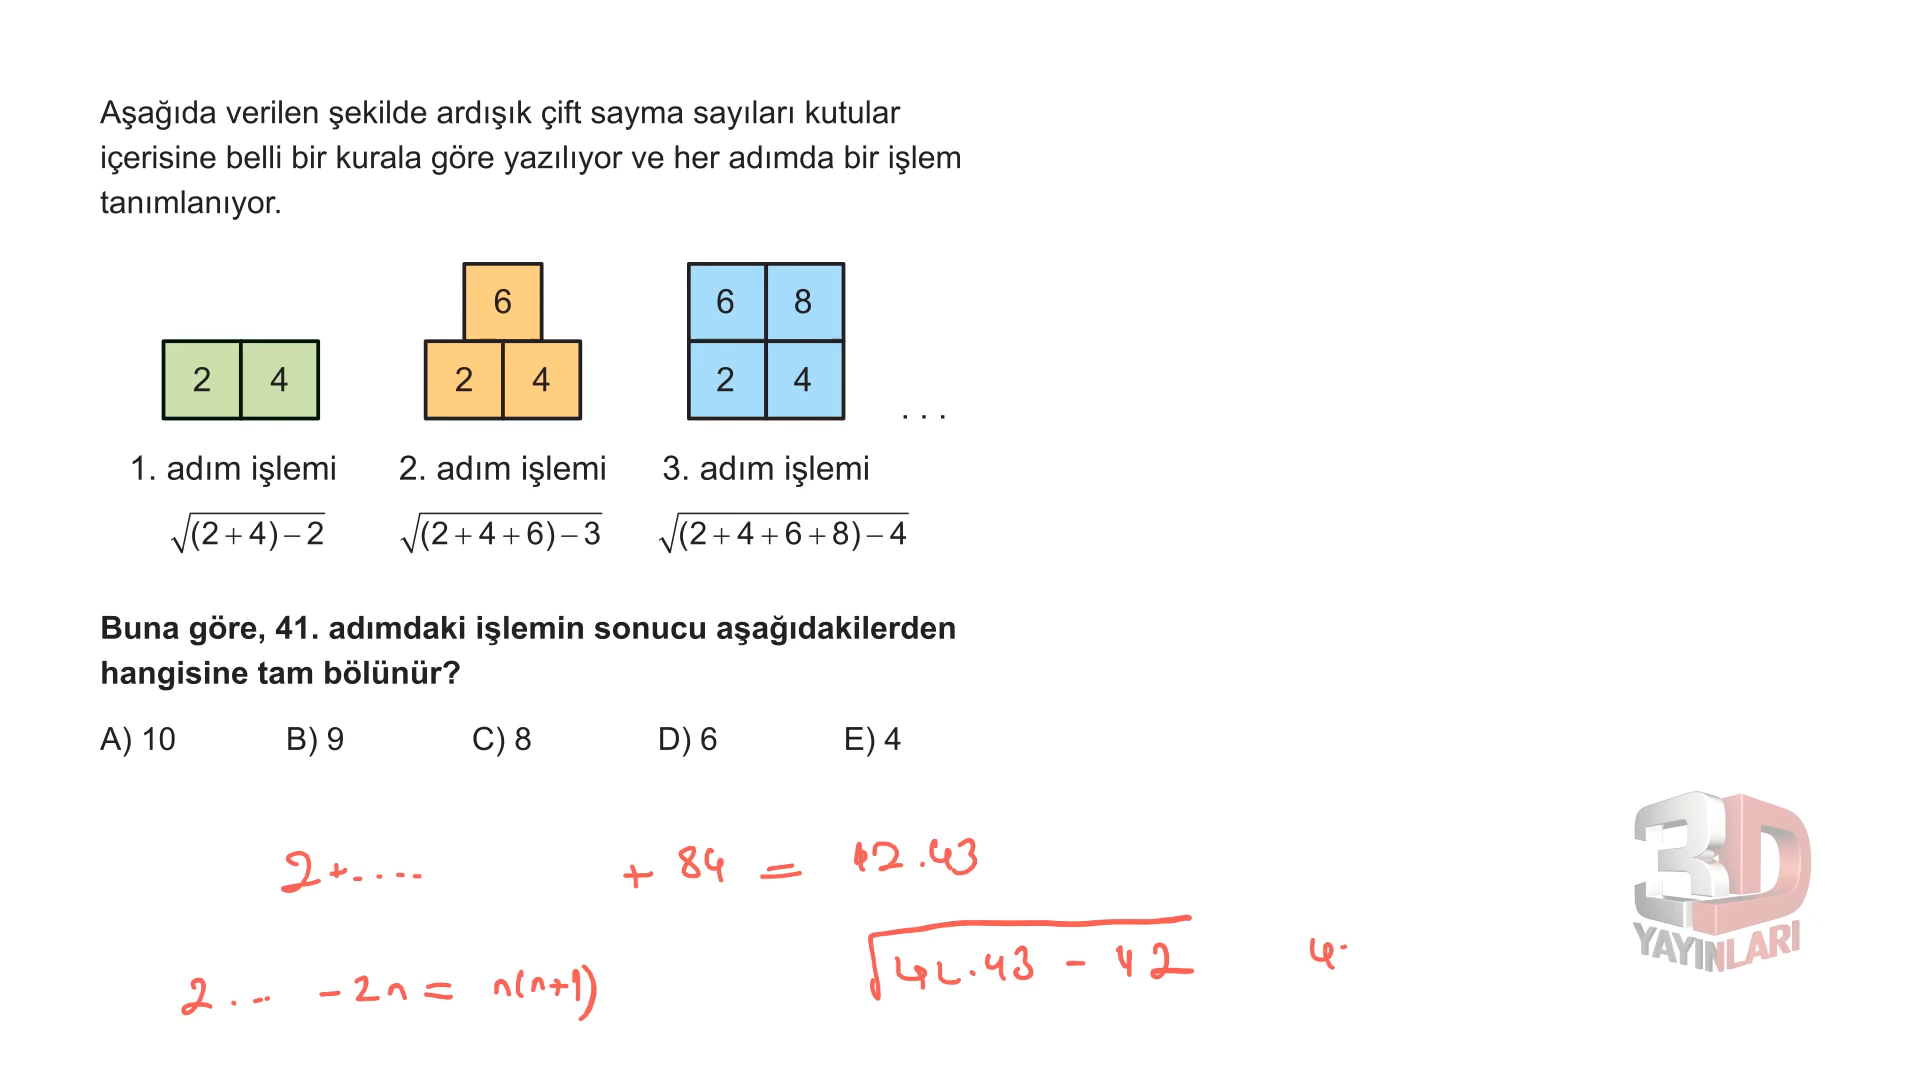 Aşağıda verilen şekilde ardışık çift sayma sayıları kutular
içerisine belli bir kurala göre yazılıyor ve her adımda bir işlem
tanımlanıyor.
6
2 4
6
2 4
6 8
2 4
. . .
1. adım işlemi 2. adım işlemi 3. adım işlemi
√(2+4)−2 √(2+4+6)−3 √(2+4+6+8)−4
Buna göre, 41. adımdaki işlemin sonucu aşağıdakilerden
hangisine tam bölünür?
A) 10 B) 9 C) 8 D) 6 E) 4
2+.... + 84 = 42.43
√42.43 - 42 4
2... - 2n = n(n+1)
3D
YAYINLARI